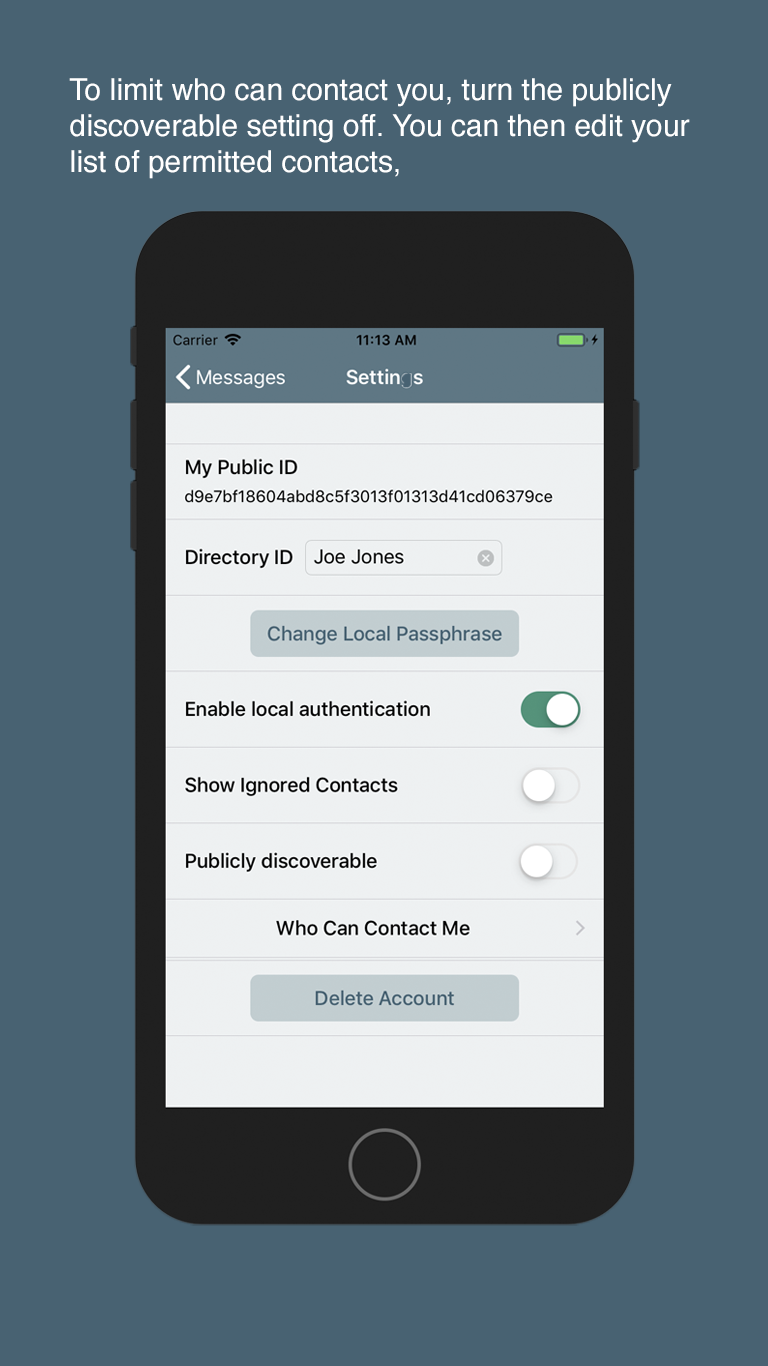 To limit who can contact you, turn the publicly
discoverable setting off. You can then edit your
list of permitted contacts,
Carrier 11:13 AM
Messages Settings
My Public ID
d9e7bf18604abd8c5f3013f01313d41cd06379ce
Directory ID Joe Jones
Change Local Passphrase
Enable local authentication
Show Ignored Contacts
Publicly discoverable
Who Can Contact Me
Delete Account